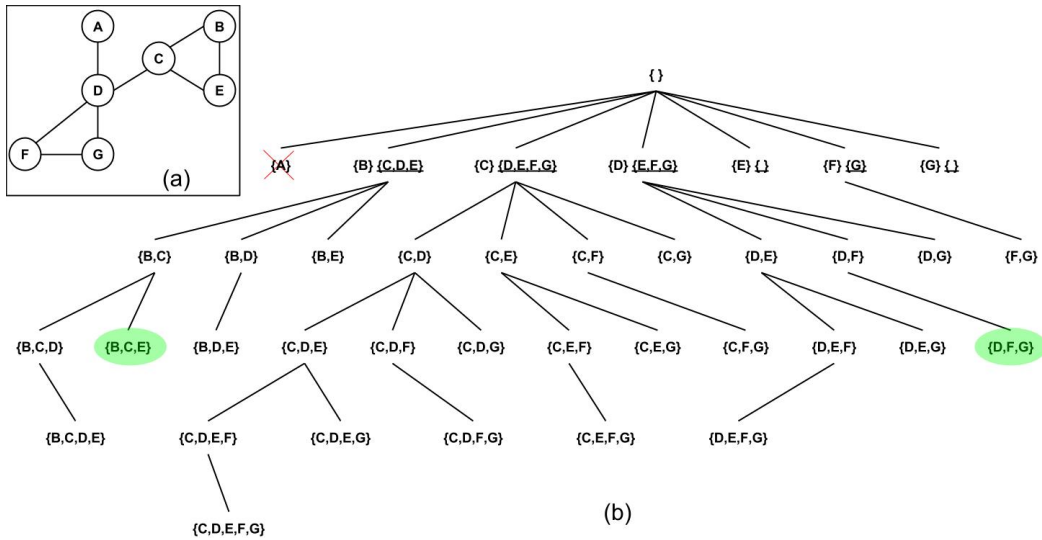 A
B
C
D
E
F
G
(a)
{ }
{A} {B} {C,D,E} {C} {D,E,F,G} {D} {E,F,G} {E} { } {F} {G} {G} { }
{B,C} {B,D} {B,E} {C,D} {C,E} {C,F} {C,G} {D,E} {D,F} {D,G} {F,G}
{B,C,D} {B,C,E} {B,D,E} {C,D,E} {C,D,F} {C,D,G} {C,E,F} {C,E,G} {C,F,G} {D,E,F} {D,E,G} {D,F,G}
{B,C,D,E} {C,D,E,F} {C,D,E,G} {C,D,F,G} {C,E,F,G} {D,E,F,G}
{C,D,E,F,G}
(b)